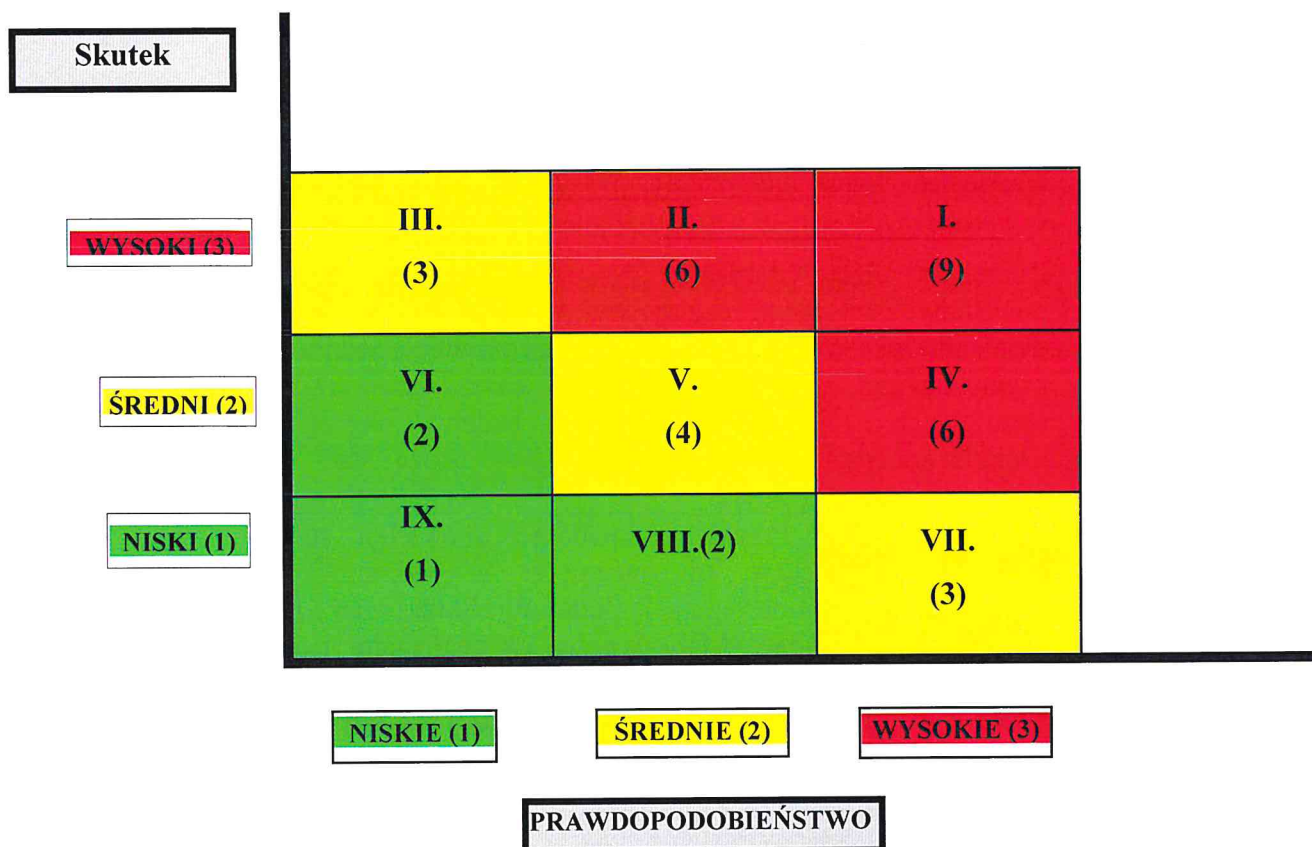 Skutek
WYSOKI (3)
III.
(3)
II.
(6)
I.
(9)
ŚREDNI (2)
VI.
(2)
V.
(4)
IV.
(6)
NISKI (1)
IX.
(1)
VIII.(2)
VII.
(3)
NISKIE (1)
ŚREDNIE (2)
WYSOKIE (3)
PRAWDOPODOBIEŃSTWO